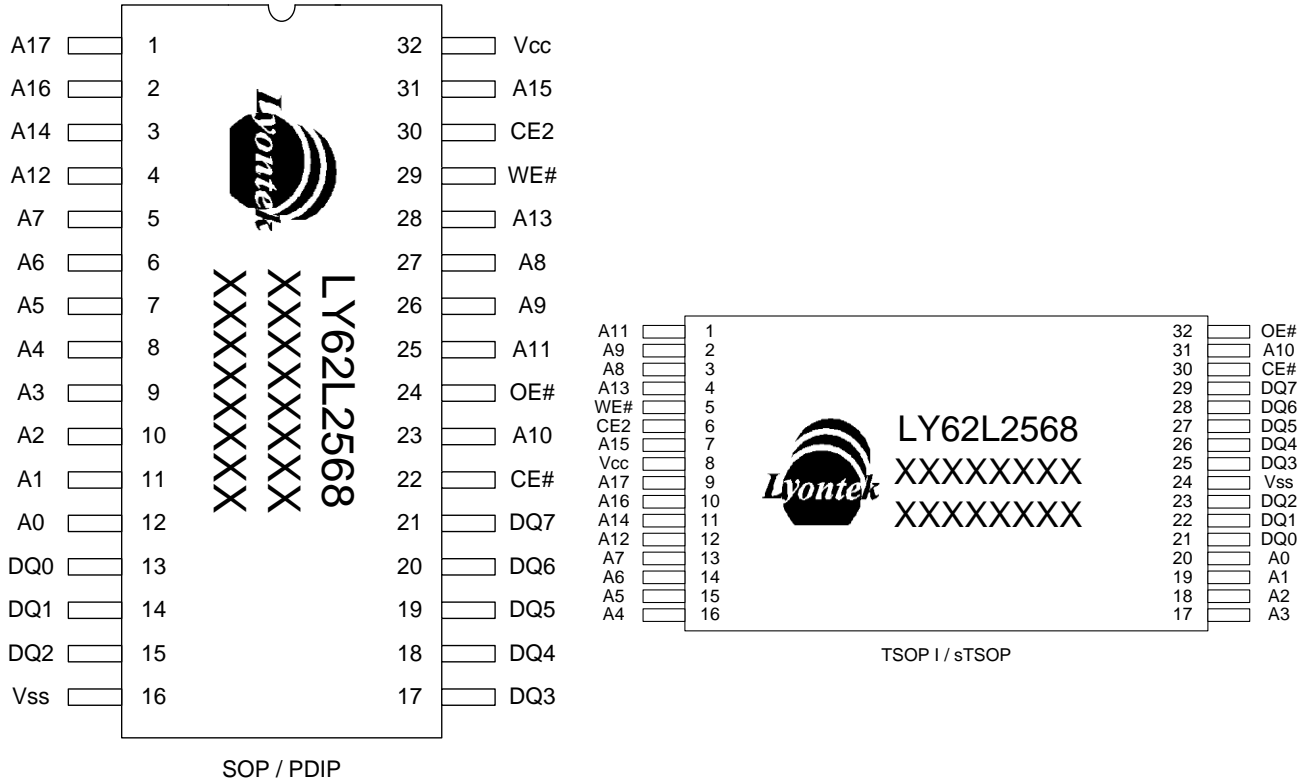 A17 1 32 Vcc
A16 2 31 A15
A14 3 30 CE2
A12 4 29 WE#
A7 5 28 A13
A6 6 27 A8
A5 7 26 A9
A4 8 25 A11
A3 9 24 OE#
A2 10 23 A10
A1 11 22 CE#
A0 12 21 DQ7
DQ0 13 20 DQ6
DQ1 14 19 DQ5
DQ2 15 18 DQ4
Vss 16 17 DQ3
Lyontek
LY62L2568
XXXXXXXX
XXXXXXXX
SOP / PDIP
A11 1 32 OE#
A9 2 31 A10
A8 3 30 CE#
A13 4 29 DQ7
WE# 5 28 DQ6
CE2 6 27 DQ5
A15 7 26 DQ4
Vcc 8 25 DQ3
A17 9 24 Vss
A16 10 23 DQ2
A14 11 22 DQ1
A12 12 21 DQ0
A7 13 20 A0
A6 14 19 A1
A5 15 18 A2
A4 16 17 A3
Lyontek
LY62L2568
XXXXXXXX
XXXXXXXX
TSOP I / sTSOP